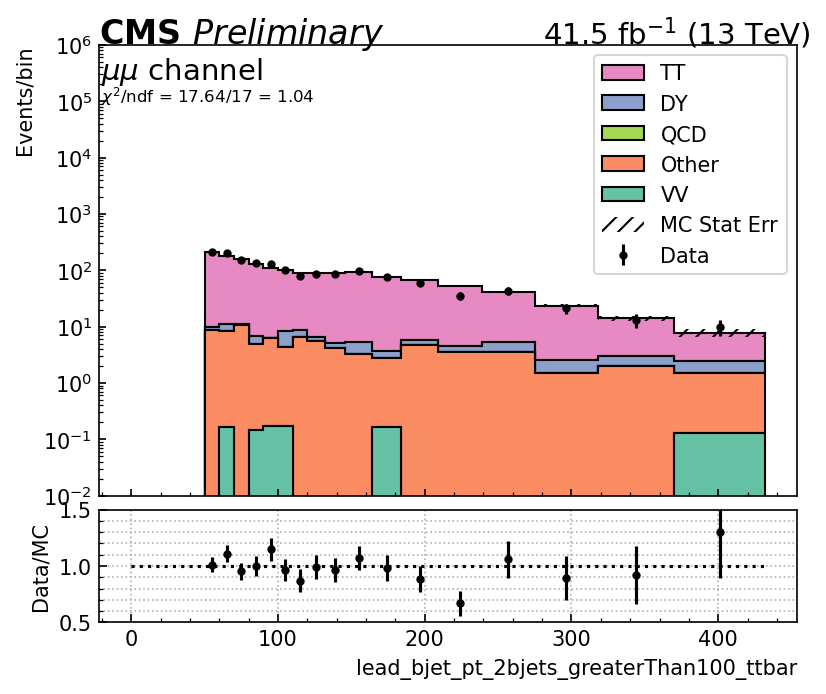 CMS Preliminary 41.5 fb⁻¹ (13 TeV)
μμ channel
χ²/ndf = 17.64/17 = 1.04
Events/bin
10⁶
10⁵
10⁴
10³
10²
10¹
10⁰
10⁻¹
10⁻²
TT
DY
QCD
Other
VV
MC Stat Err
Data
Data/MC
1.5
1.0
0.5
0 100 200 300 400
lead_bjet_pt_2bjets_greaterThan100_ttbar